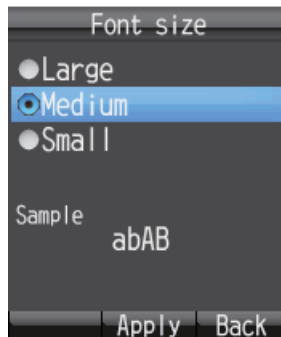 Font size
Large
Medium
Small
Sample
abAB
Apply Back